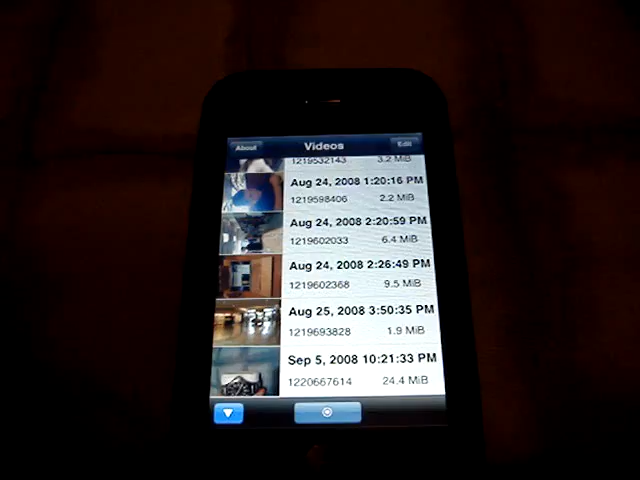 About Videos Edit
1219532143 3.2 MiB
Aug 24, 2008 1:20:16 PM
1219598406 2.2 MiB
Aug 24, 2008 2:20:59 PM
1219602033 6.4 MiB
Aug 24, 2008 2:26:49 PM
1219602368 9.5 MiB
Aug 25, 2008 3:50:35 PM
1219693828 1.9 MiB
Sep 5, 2008 10:21:33 PM
1220667614 24.4 MiB